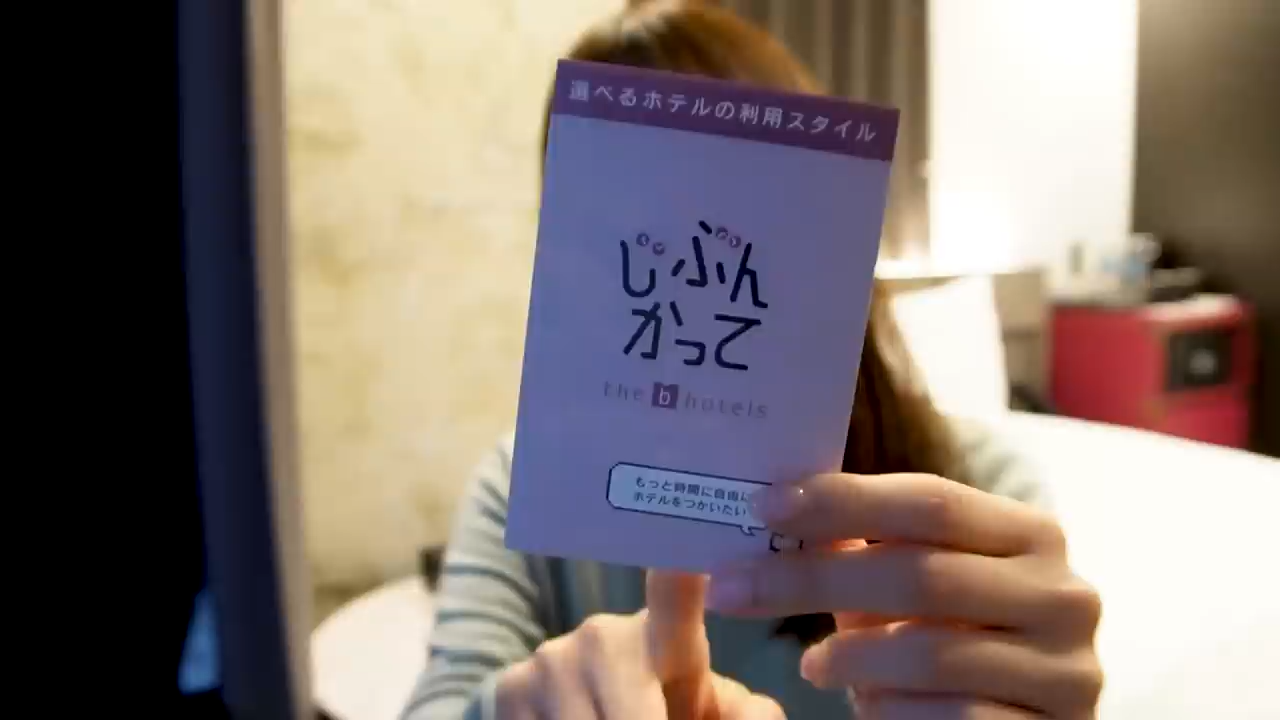 選べるホテルの利用スタイル
じぶん
かって
the b hotels
もっと時間に自由に
ホテルをつかいたい